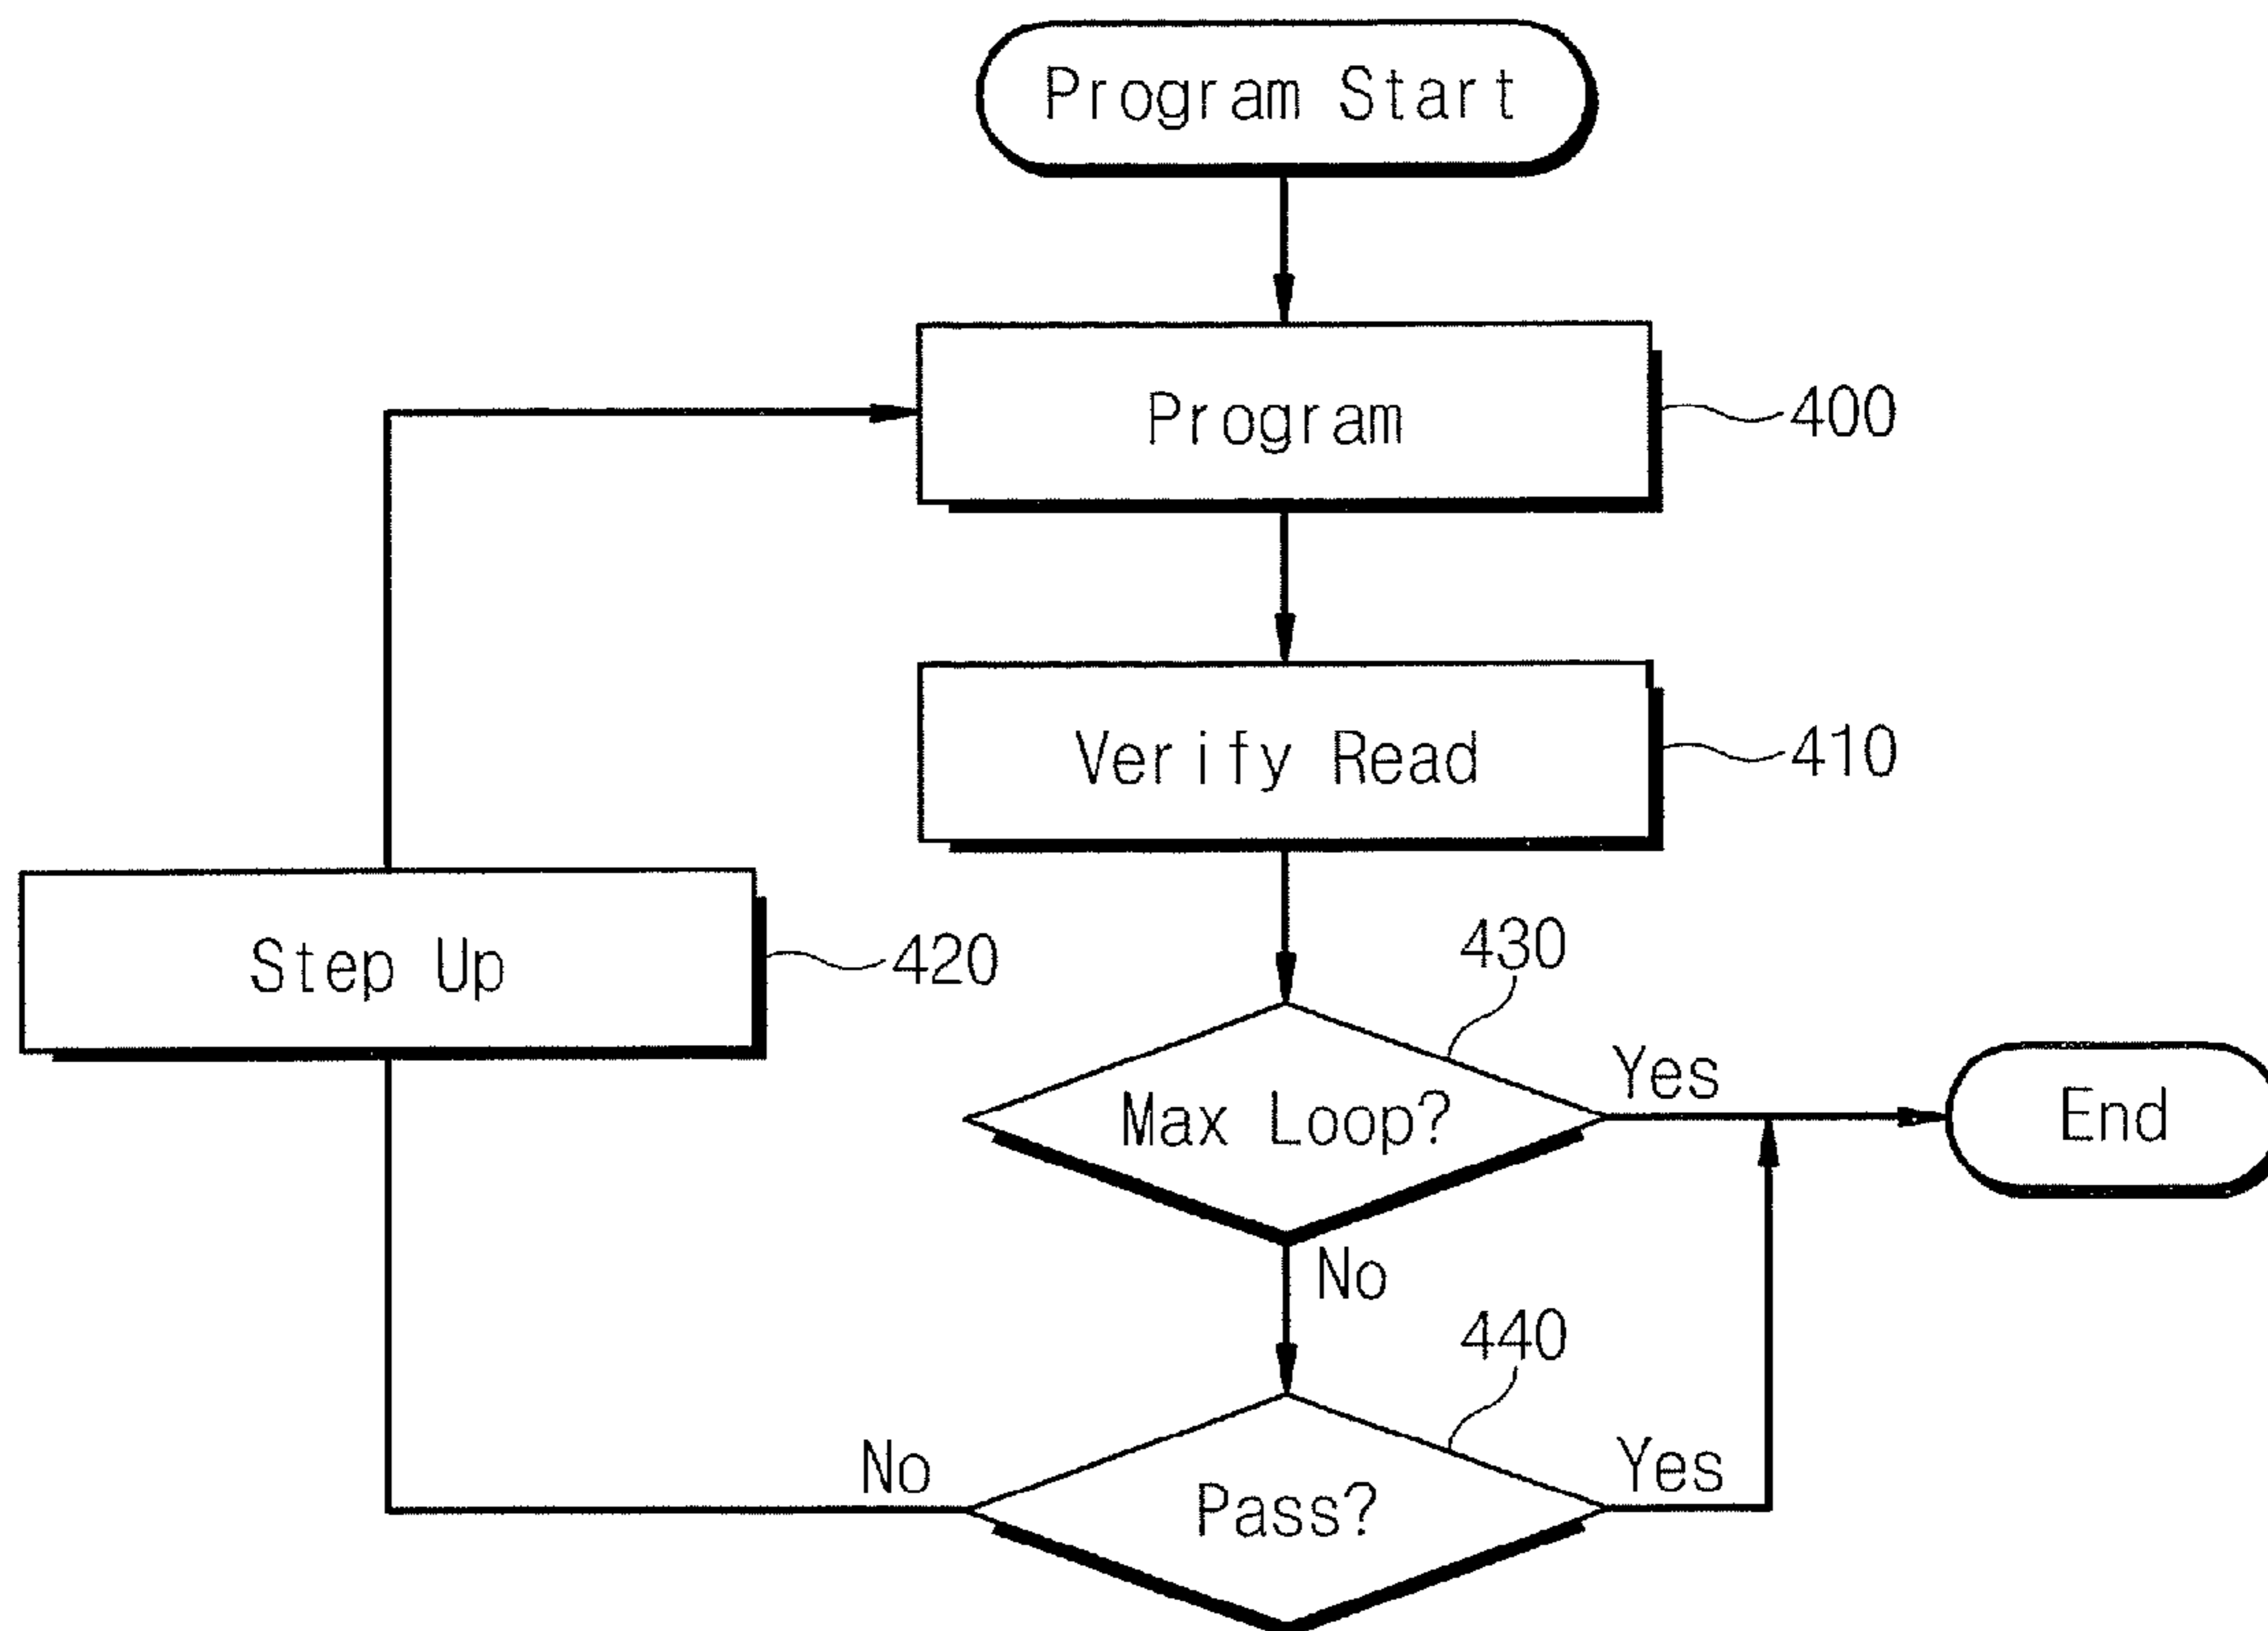 Program Start
Program
400
Verify Read
410
Step Up
420
430
Max Loop?
Yes
End
No
440
No
Pass?
Yes